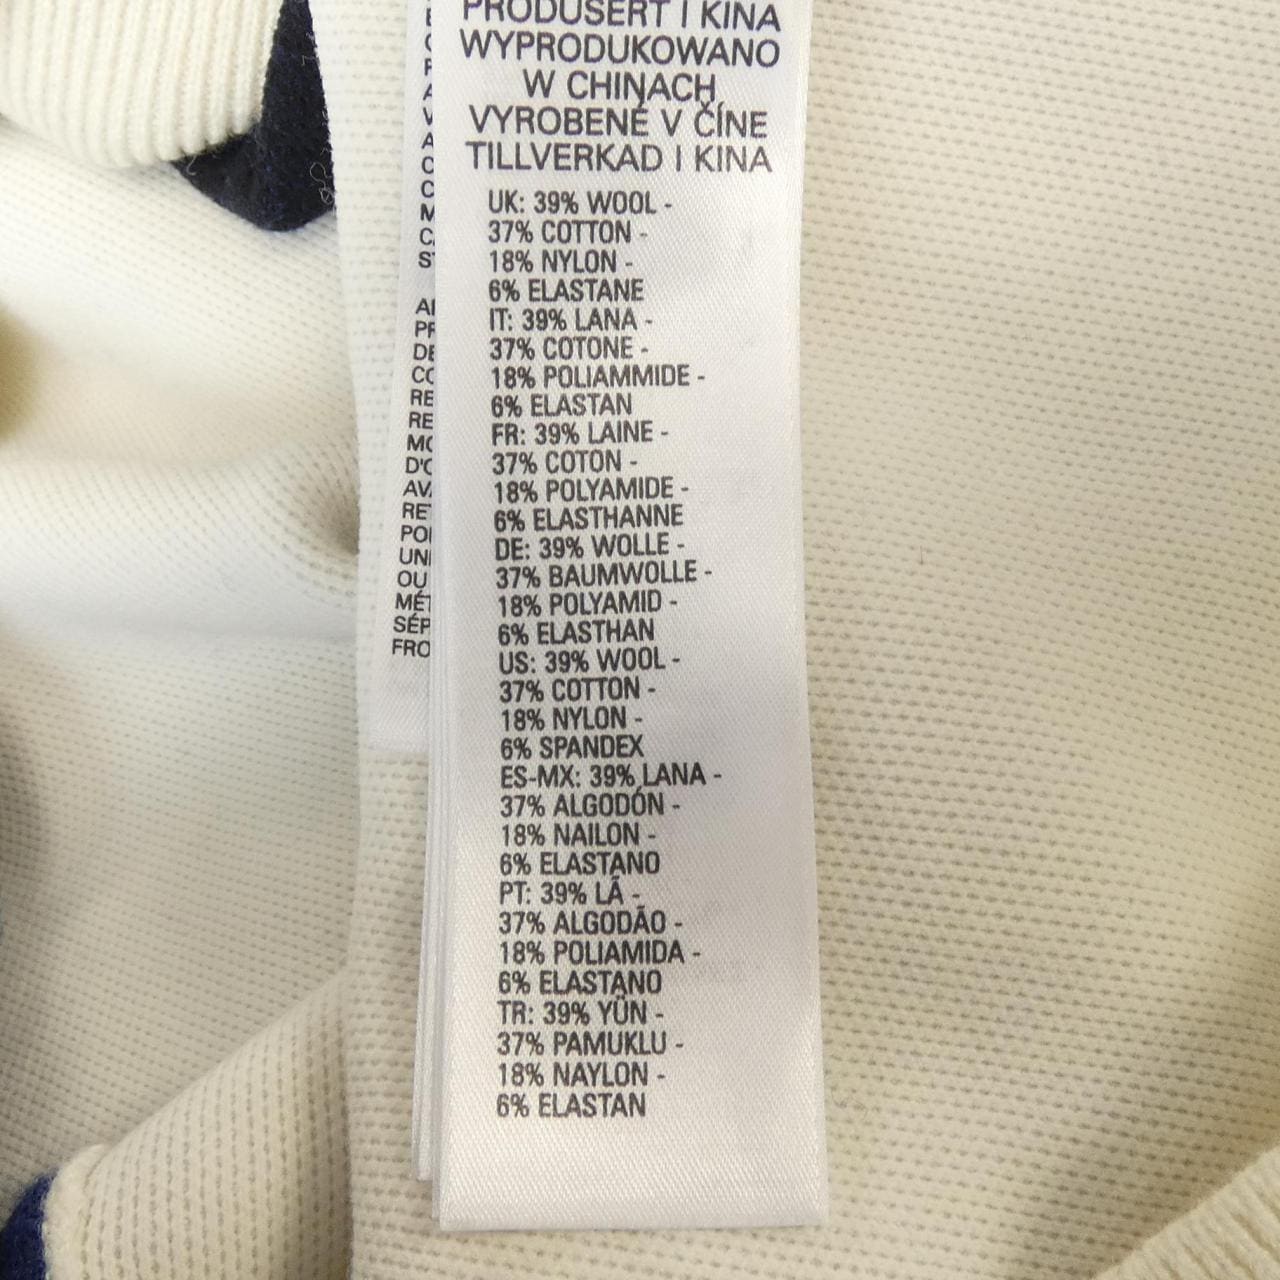 PRODUSERT I KINA
WYPRODUKOWANO
W CHINACH
VYROBENÉ V ČÍNE
TILLVERKAD I KINA
UK: 39% WOOL -
37% COTTON -
18% NYLON -
6% ELASTANE
IT: 39% LANA -
37% COTONE -
18% POLIAMMIDE -
6% ELASTAN
FR: 39% LAINE -
37% COTON -
18% POLYAMIDE -
6% ELASTHANNE
DE: 39% WOLLE -
37% BAUMWOLLE -
18% POLYAMID -
6% ELASTHAN
US: 39% WOOL -
37% COTTON -
18% NYLON -
6% SPANDEX
ES-MX: 39% LANA -
37% ALGODÓN -
18% NAILON -
6% ELASTANO
PT: 39% LÃ -
37% ALGODÃO -
18% POLIAMIDA -
6% ELASTANO
TR: 39% YÜN -
37% PAMUKLU -
18% NAYLON -
6% ELASTAN